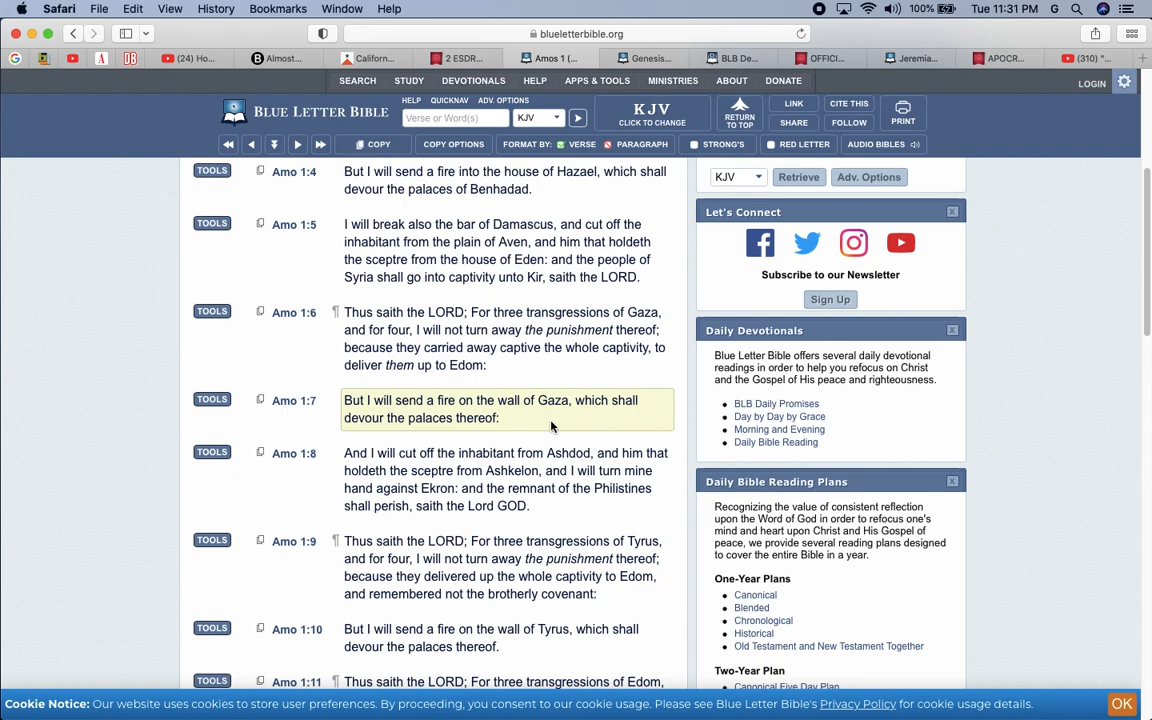 Safari File Edit View History Bookmarks Window Help 100% Tue 11:31 PM G
blueletterbible.org
(24) Ho... Almost... Californ... 2 ESDR... Amos 1 (... Genesis... BLB De... OFFICI... Jeremia... APOCR... (310) "...
SEARCH STUDY DEVOTIONALS HELP APPS & TOOLS MINISTRIES ABOUT DONATE LOGIN
BLUE LETTER BIBLE
HELP QUICKNAV ADV. OPTIONS
Verse or Word(s) KJV
KJV
CLICK TO CHANGE
RETURN TO TOP
LINK CITE THIS
SHARE FOLLOW
PRINT
COPY COPY OPTIONS FORMAT BY: VERSE PARAGRAPH STRONG'S RED LETTER AUDIO BIBLES
TOOLS Amo 1:4 But I will send a fire into the house of Hazael, which shall
devour the palaces of Benhadad.
TOOLS Amo 1:5 I will break also the bar of Damascus, and cut off the
inhabitant from the plain of Aven, and him that holdeth
the sceptre from the house of Eden: and the people of
Syria shall go into captivity unto Kir, saith the LORD.
TOOLS Amo 1:6 ¶ Thus saith the LORD; For three transgressions of Gaza,
and for four, I will not turn away the punishment thereof;
because they carried away captive the whole captivity, to
deliver them up to Edom:
TOOLS Amo 1:7 But I will send a fire on the wall of Gaza, which shall
devour the palaces thereof:
TOOLS Amo 1:8 And I will cut off the inhabitant from Ashdod, and him that
holdeth the sceptre from Ashkelon, and I will turn mine
hand against Ekron: and the remnant of the Philistines
shall perish, saith the Lord GOD.
TOOLS Amo 1:9 ¶ Thus saith the LORD; For three transgressions of Tyrus,
and for four, I will not turn away the punishment thereof;
because they delivered up the whole captivity to Edom,
and remembered not the brotherly covenant:
TOOLS Amo 1:10 But I will send a fire on the wall of Tyrus, which shall
devour the palaces thereof.
TOOLS Amo 1:11 ¶ Thus saith the LORD; For three transgressions of Edom,
KJV Retrieve Adv. Options
Let's Connect
Subscribe to our Newsletter
Sign Up
Daily Devotionals
Blue Letter Bible offers several daily devotional
readings in order to help you refocus on Christ
and the Gospel of His peace and righteousness.
BLB Daily Promises
Day by Day by Grace
Morning and Evening
Daily Bible Reading
Daily Bible Reading Plans
Recognizing the value of consistent reflection
upon the Word of God in order to refocus one's
mind and heart upon Christ and His Gospel of
peace, we provide several reading plans designed
to cover the entire Bible in a year.
One-Year Plans
Canonical
Blended
Chronological
Historical
Old Testament and New Testament Together
Two-Year Plan
Canonical Five Day Plan
Cookie Notice: Our website uses cookies to store user preferences. By proceeding, you consent to our cookie usage. Please see Blue Letter Bible's Privacy Policy for cookie usage details. OK